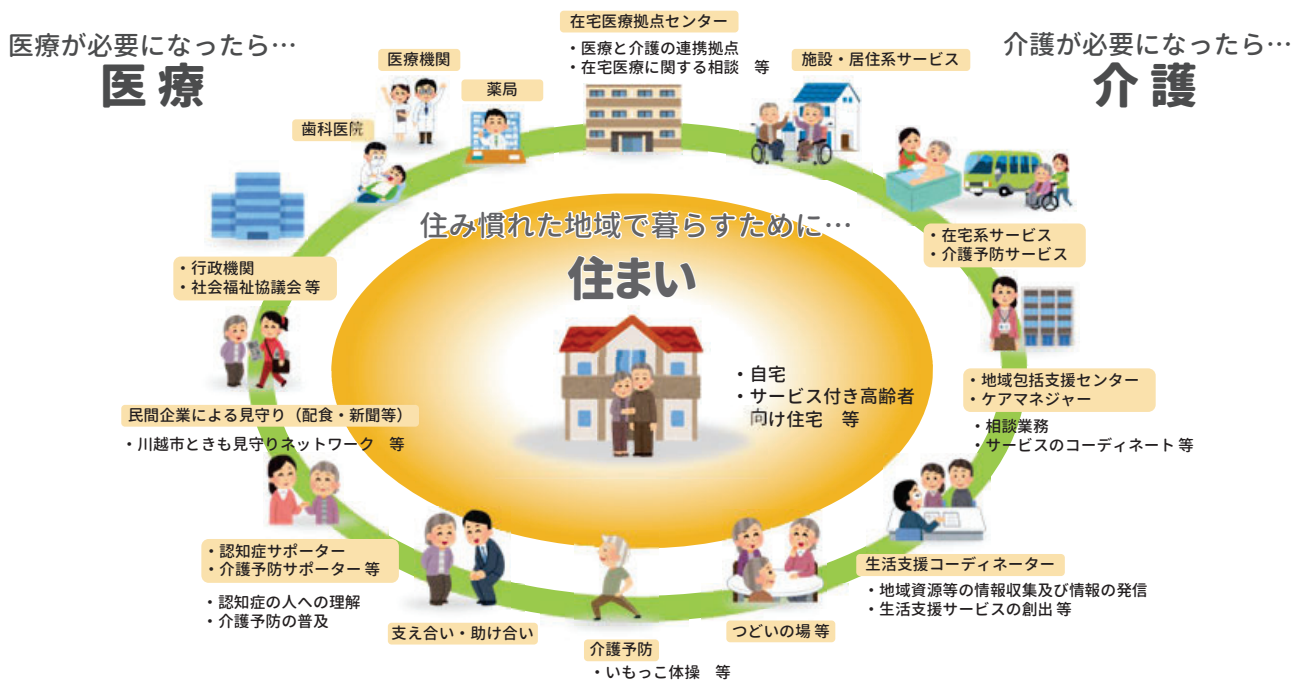 医療が必要になったら…
医療
在宅医療拠点センター
・医療と介護の連携拠点
・在宅医療に関する相談　等
介護が必要になったら…
介護
医療機関
薬局
歯科医院
施設・居住系サービス
・行政機関
・社会福祉協議会 等
住み慣れた地域で暮らすために…
住まい
・自宅
・サービス付き高齢者
向け住宅　等
・在宅系サービス
・介護予防サービス
・地域包括支援センター
・ケアマネジャー
・相談業務
・サービスのコーディネート 等
民間企業による見守り（配食・新聞等）
・川越市ときも見守りネットワーク　等
・認知症サポーター
・介護予防サポーター 等
・認知症の人への理解
・介護予防の普及
支え合い・助け合い
介護予防
・いもっこ体操　等
つどいの場 等
生活支援コーディネーター
・地域資源等の情報収集及び情報の発信
・生活支援サービスの創出 等